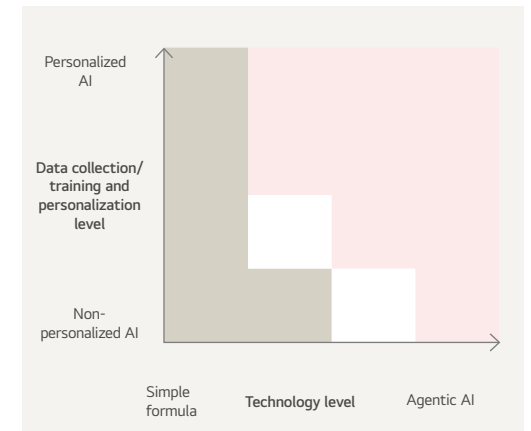 Personalized
AI
Data collection/
training and
personalization
level
Non-
personalized AI
Simple
formula
Technology level
Agentic AI